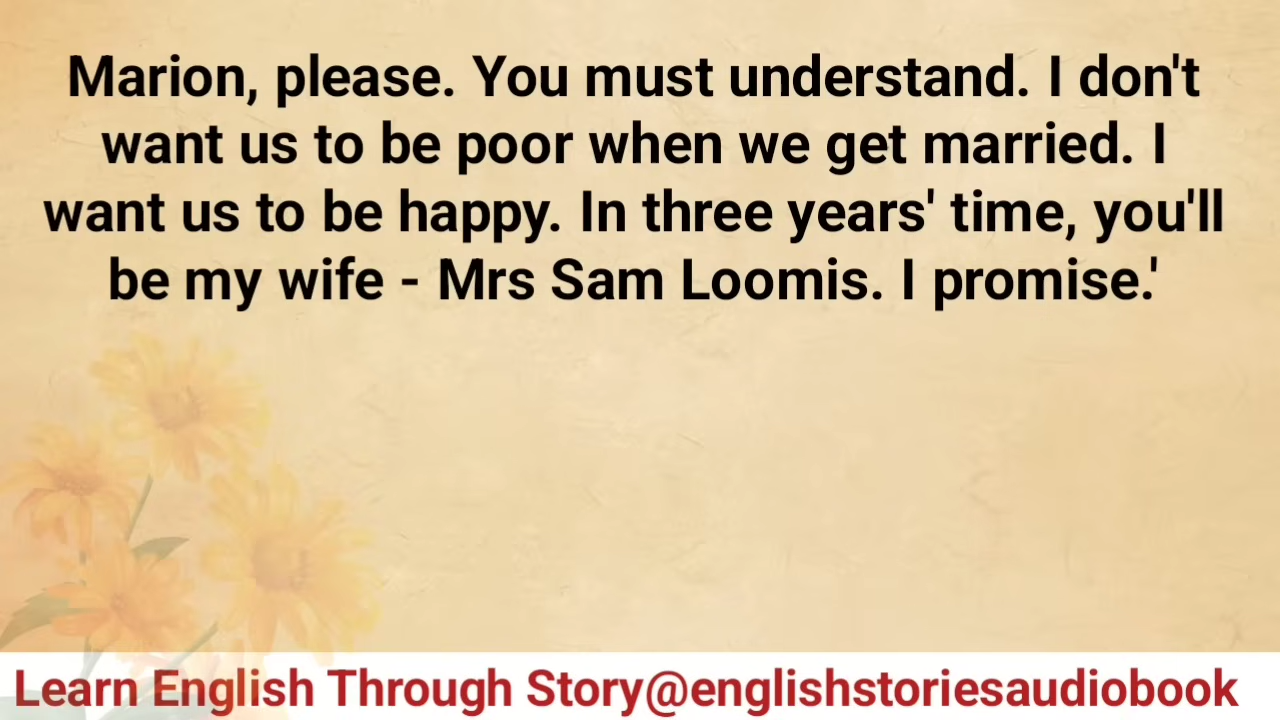 Marion, please. You must understand. I don't
want us to be poor when we get married. I
want us to be happy. In three years' time, you'll
be my wife - Mrs Sam Loomis. I promise.'
Learn English Through Story@englishstoriesaudiobook